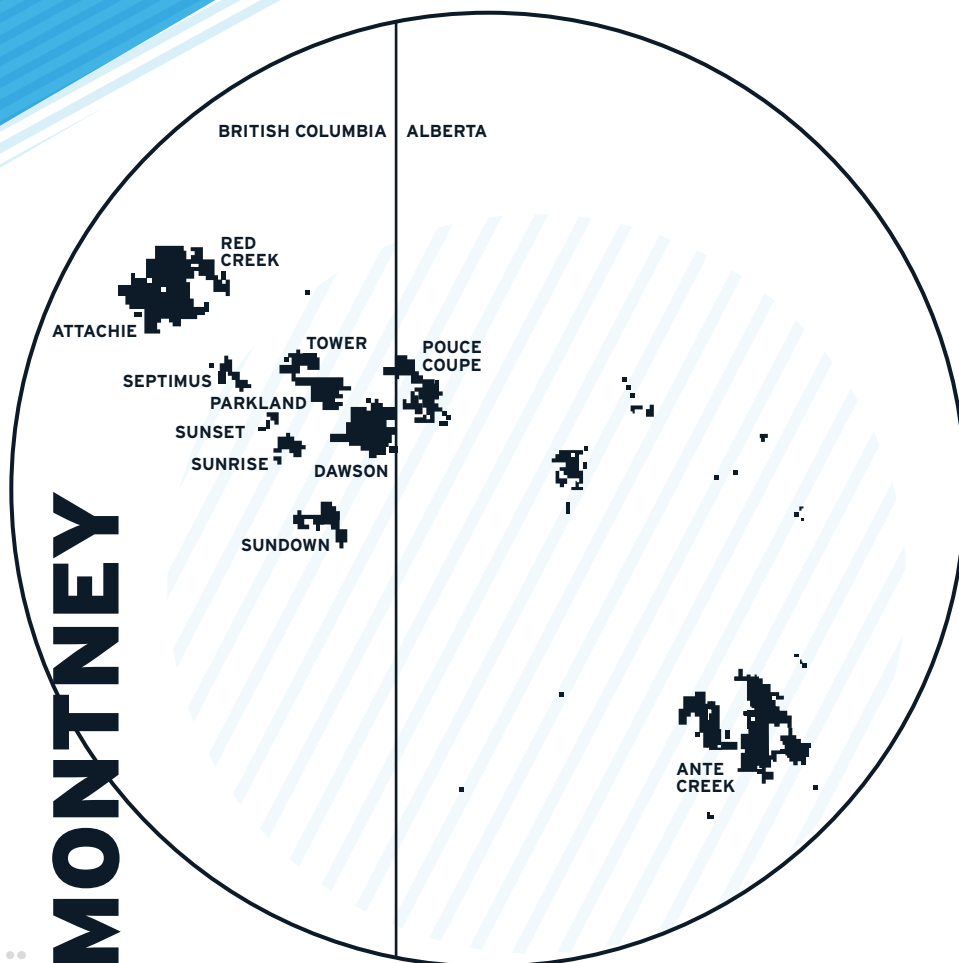 BRITISH COLUMBIA
ALBERTA
RED
CREEK
ATTACHIE
TOWER
POUCE
COUPE
SEPTIMUS
PARKLAND
SUNSET
SUNRISE
DAWSON
SUNDOWN
ANTE
CREEK
MONTNEY